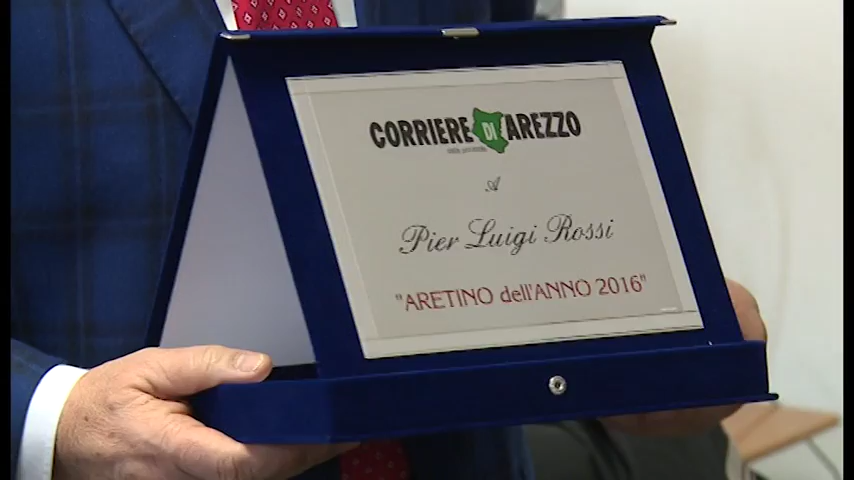 CORRIERE DI AREZZO
A
Pier Luigi Rossi
"ARETINO dell'ANNO 2016"